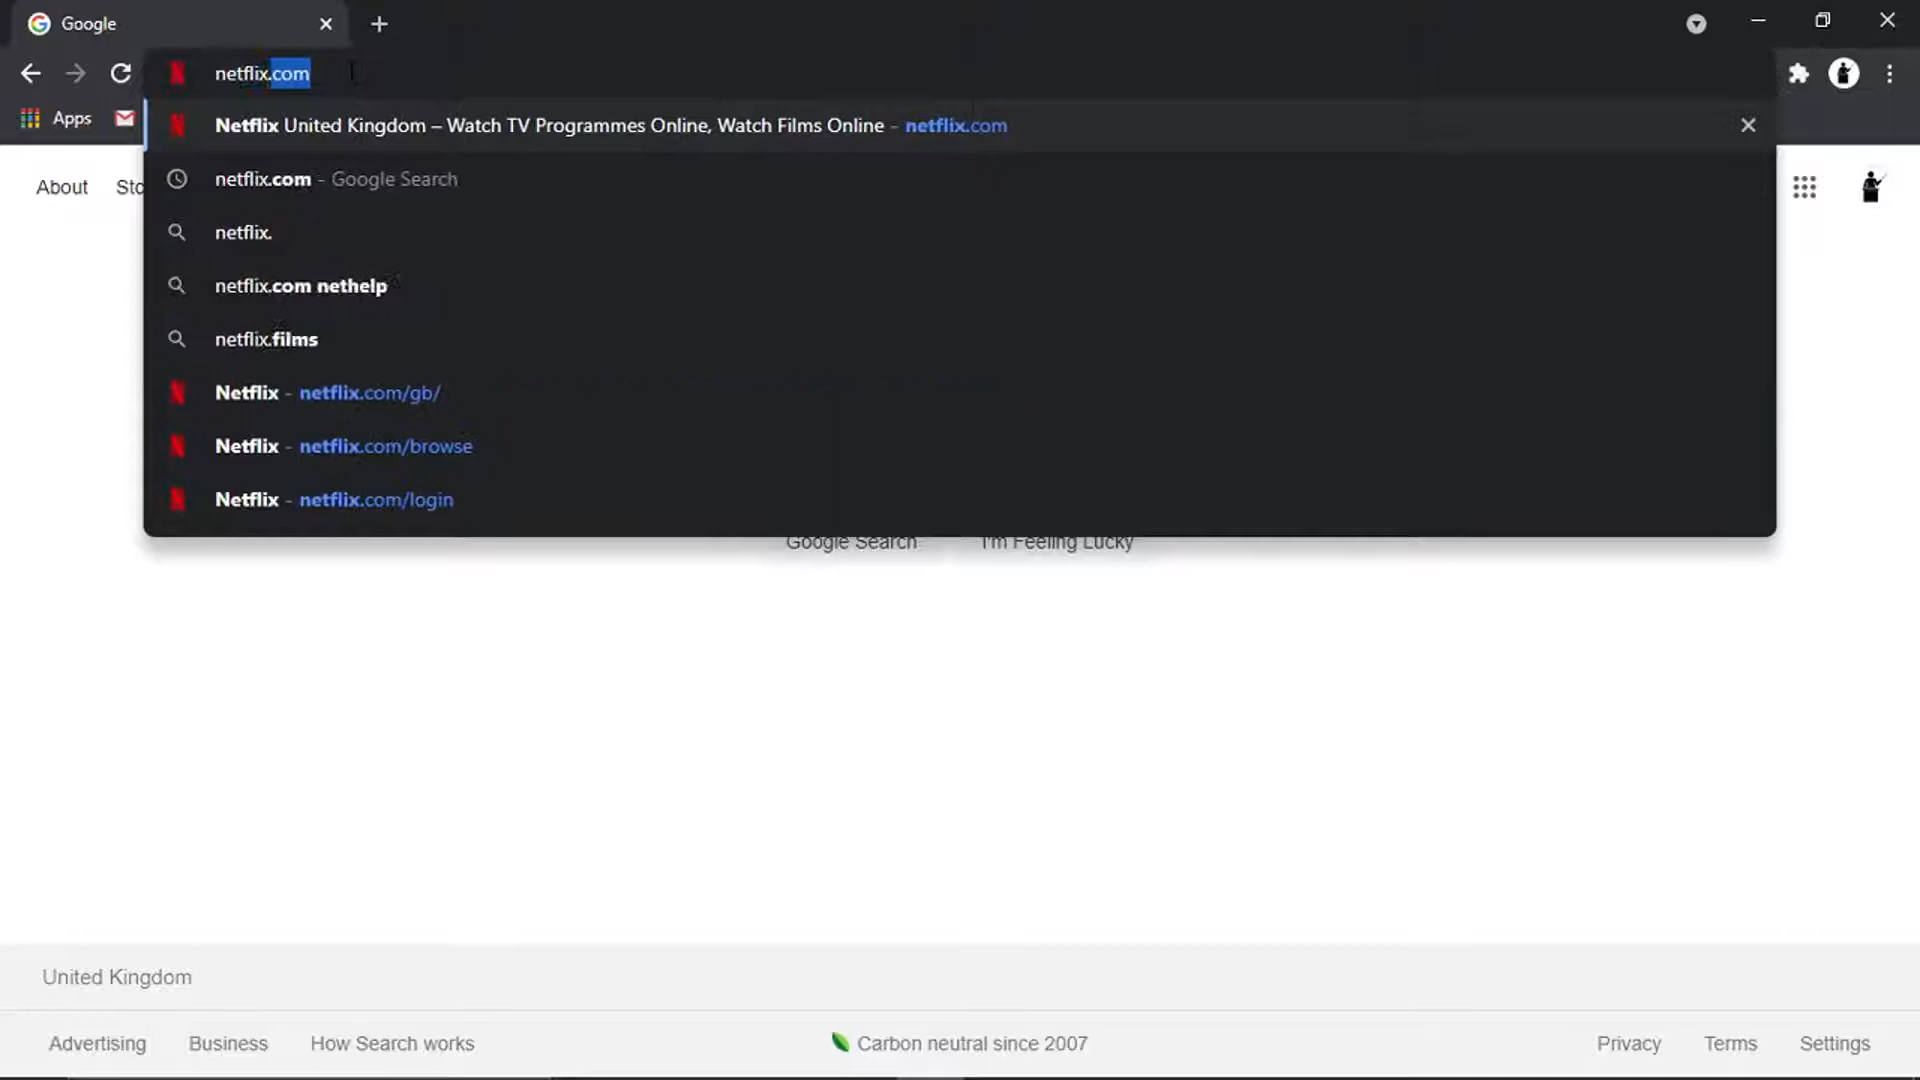 Google
netflix.com
Apps
Netflix United Kingdom – Watch TV Programmes Online, Watch Films Online - netflix.com
netflix.com - Google Search
About Sto
netflix.
netflix.com nethelp
netflix.films
Netflix - netflix.com/gb/
Netflix - netflix.com/browse
Netflix - netflix.com/login
Google Search I'm Feeling Lucky
United Kingdom
Advertising Business How Search works Carbon neutral since 2007 Privacy Terms Settings